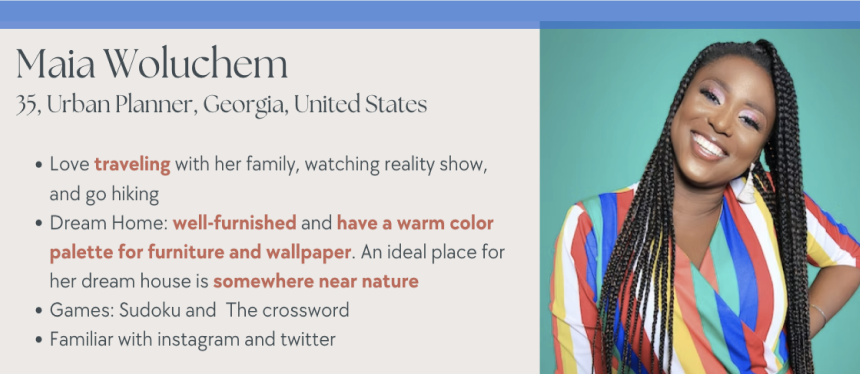 Maia Woluchem
35, Urban Planner, Georgia, United States
• Love traveling with her family, watching reality show,
and go hiking
• Dream Home: well-furnished and have a warm color
palette for furniture and wallpaper. An ideal place for
her dream house is somewhere near nature
• Games: Sudoku and  The crossword
• Familiar with instagram and twitter